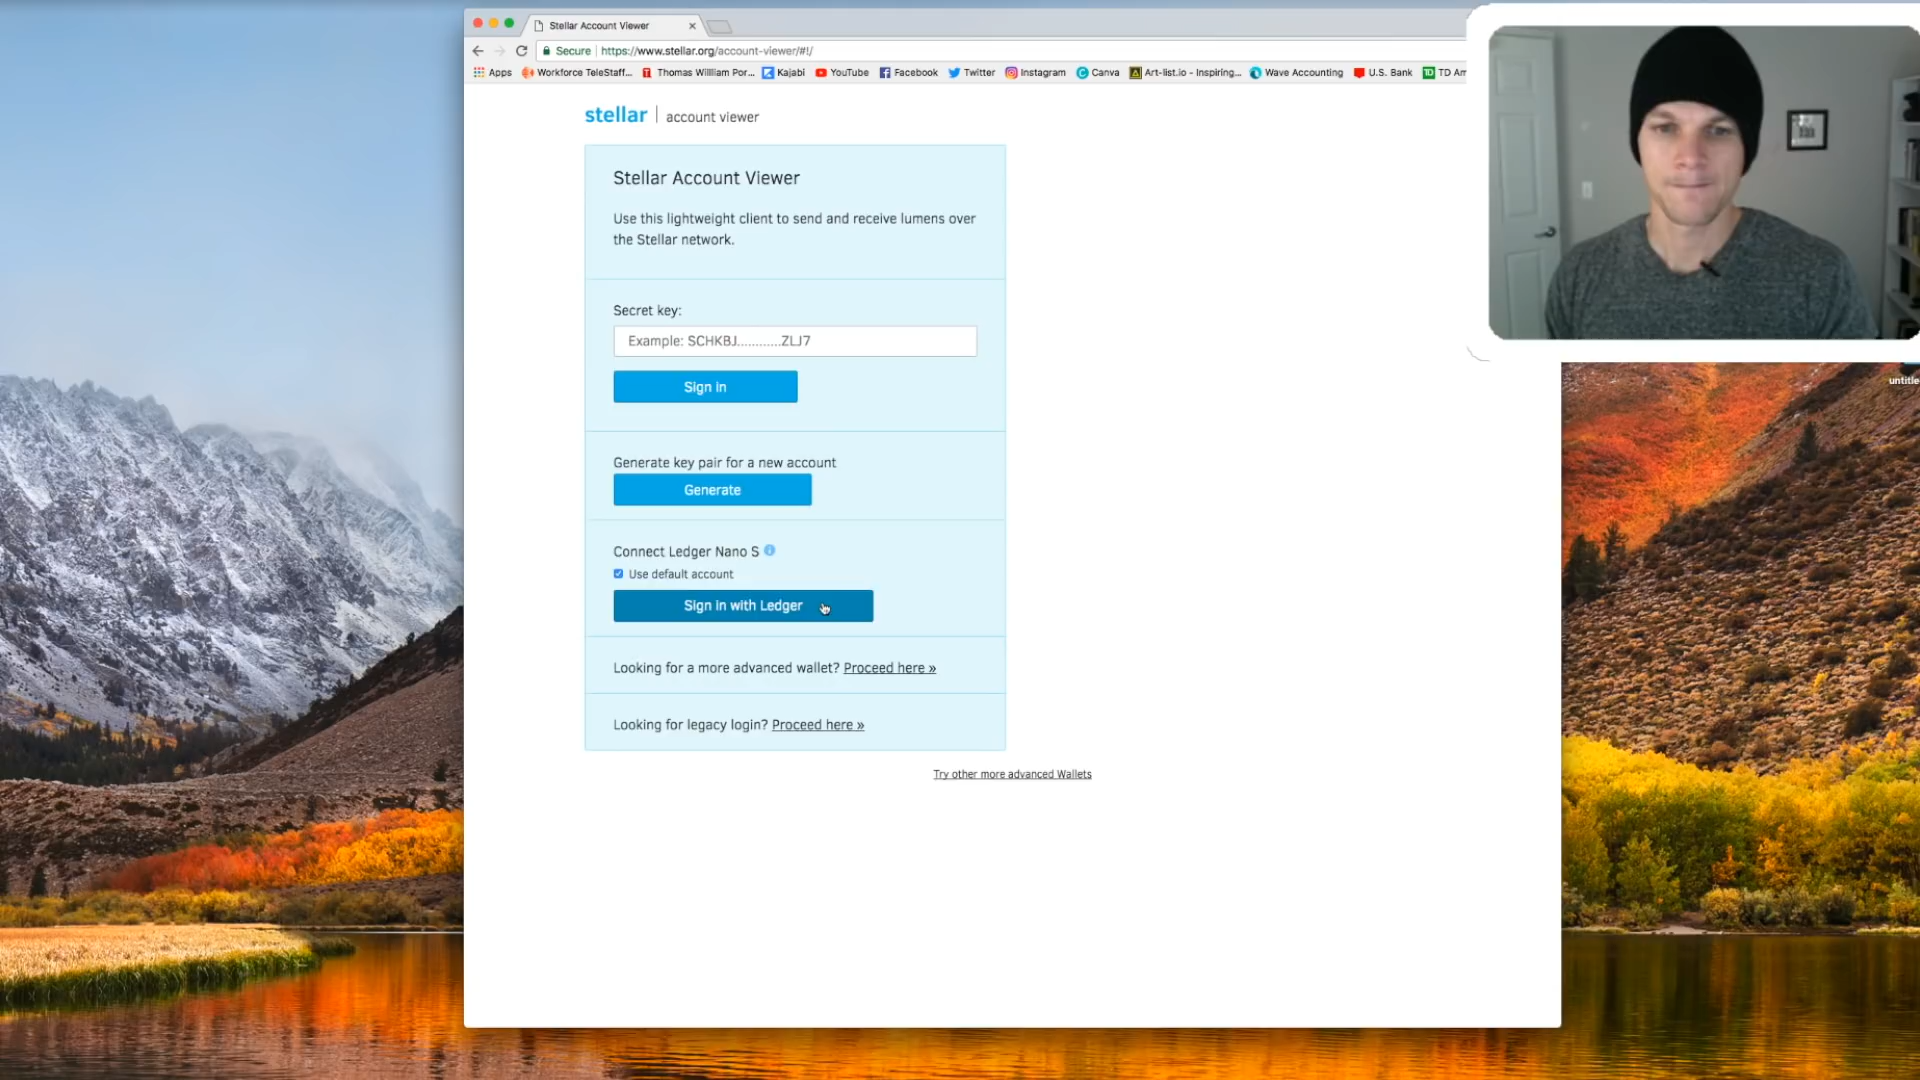 Stellar Account Viewer
Secure https://www.stellar.org/account-viewer/#!/
Apps Workforce TeleStaff... Thomas Willliam Por... Kajabi YouTube Facebook Twitter Instagram Canva Art-list.io - Inspiring... Wave Accounting U.S. Bank TD Am
stellar | account viewer
Stellar Account Viewer
Use this lightweight client to send and receive lumens over
the Stellar network.
Secret key:
Example: SCHKBJ............ZLJ7
Sign in
Generate key pair for a new account
Generate
Connect Ledger Nano S
Use default account
Sign in with Ledger
Looking for a more advanced wallet? Proceed here »
Looking for legacy login? Proceed here »
Try other more advanced Wallets
untitle